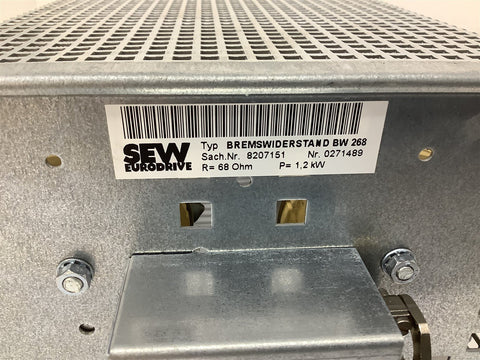 SEW
EURODRIVE
Typ BREMSWIDERSTAND BW 268
Sach.Nr. 8207151 Nr. 0271489
R= 68 Ohm P= 1,2 kW